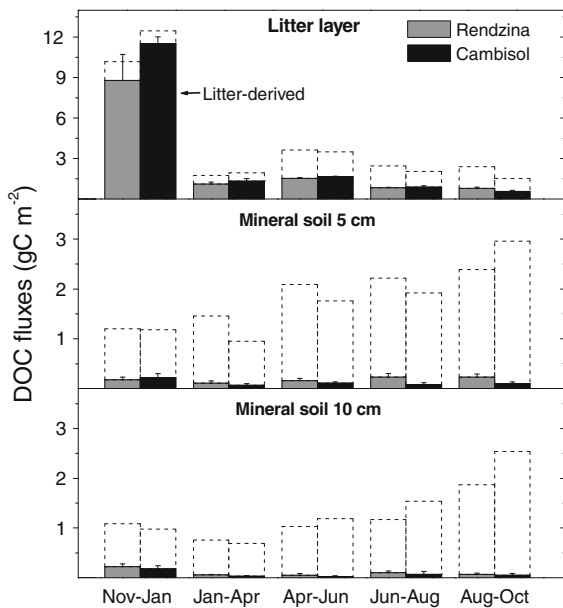 Litter layer
Rendzina
Cambisol
Litter-derived
12
9
6
3
Mineral soil 5 cm
3
2
1
Mineral soil 10 cm
3
2
1
DOC fluxes (gC m⁻²)
Nov-Jan Jan-Apr Apr-Jun Jun-Aug Aug-Oct